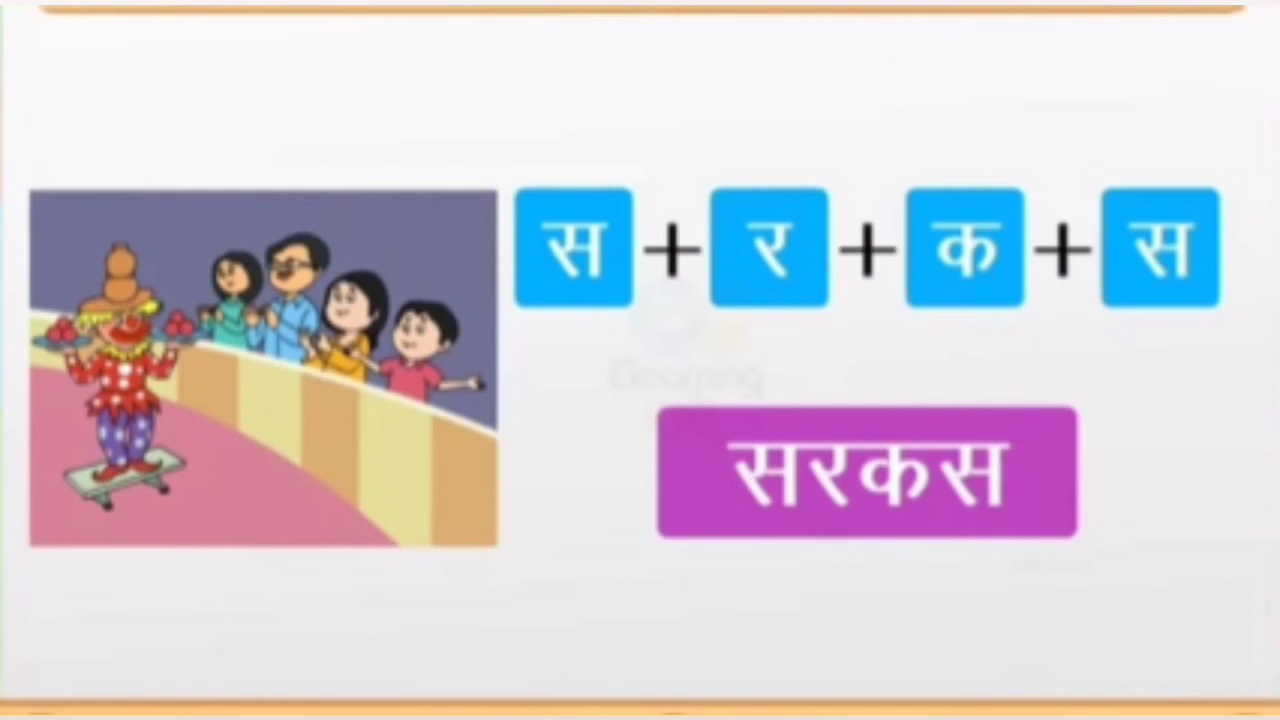 स + र + क + स
सरकस